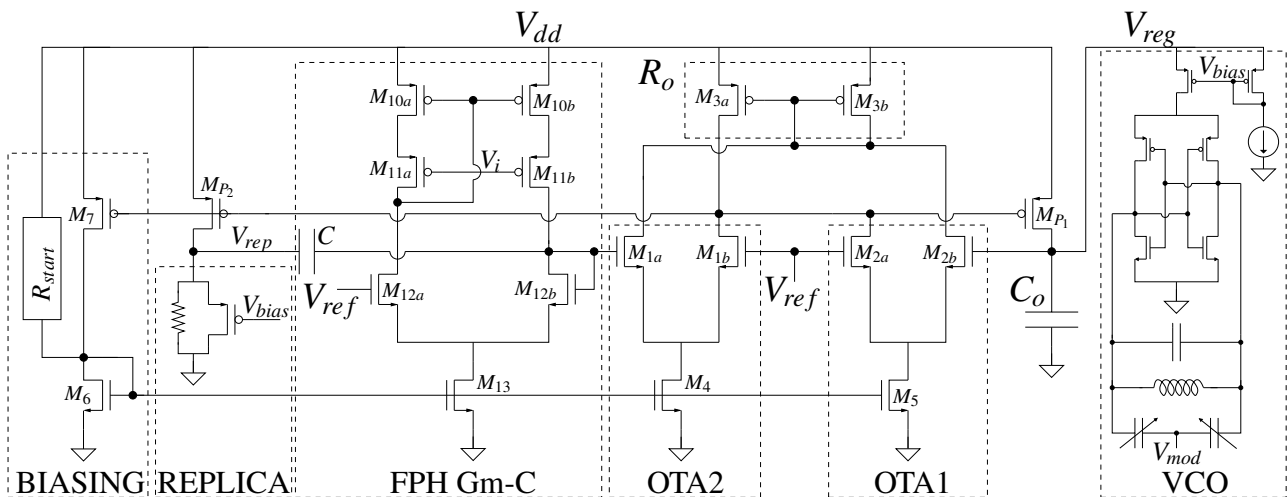 V_dd
V_reg
R_o
V_bias
M_10a
M_10b
M_3a
M_3b
M_11a
V_i
M_11b
M_P2
M_7
M_P1
V_rep
C
M_1a
M_1b
M_2a
M_2b
R_start
V_ref
M_12a
M_12b
V_ref
C_o
V_bias
M_6
M_13
M_4
M_5
V_mod
BIASING
REPLICA
FPH Gm-C
OTA2
OTA1
VCO